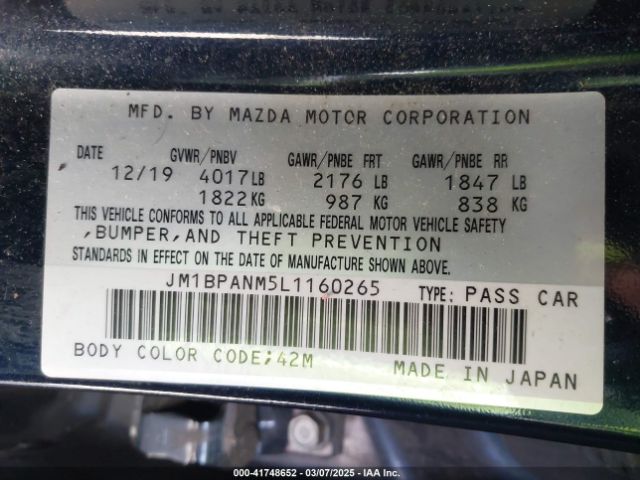 MFD. BY MAZDA MOTOR CORPORATION
DATE GVWR/PNBV GAWR/PNBE FRT GAWR/PNBE RR
12/19 4017LB 2176 LB 1847 LB
1822KG 987 KG 838 KG
THIS VEHICLE CONFORMS TO ALL APPLICABLE FEDERAL MOTOR VEHICLE SAFETY
,BUMPER,AND THEFT PREVENTION
STANDARDS IN EFFECT ON THE DATE OF MANUFACTURE SHOWN ABOVE.
JM1BPANM5L1160265 TYPE: PASS CAR
BODY COLOR CODE;42M MADE IN JAPAN
000-41748652 — 03/07/2025 — IAA Inc.